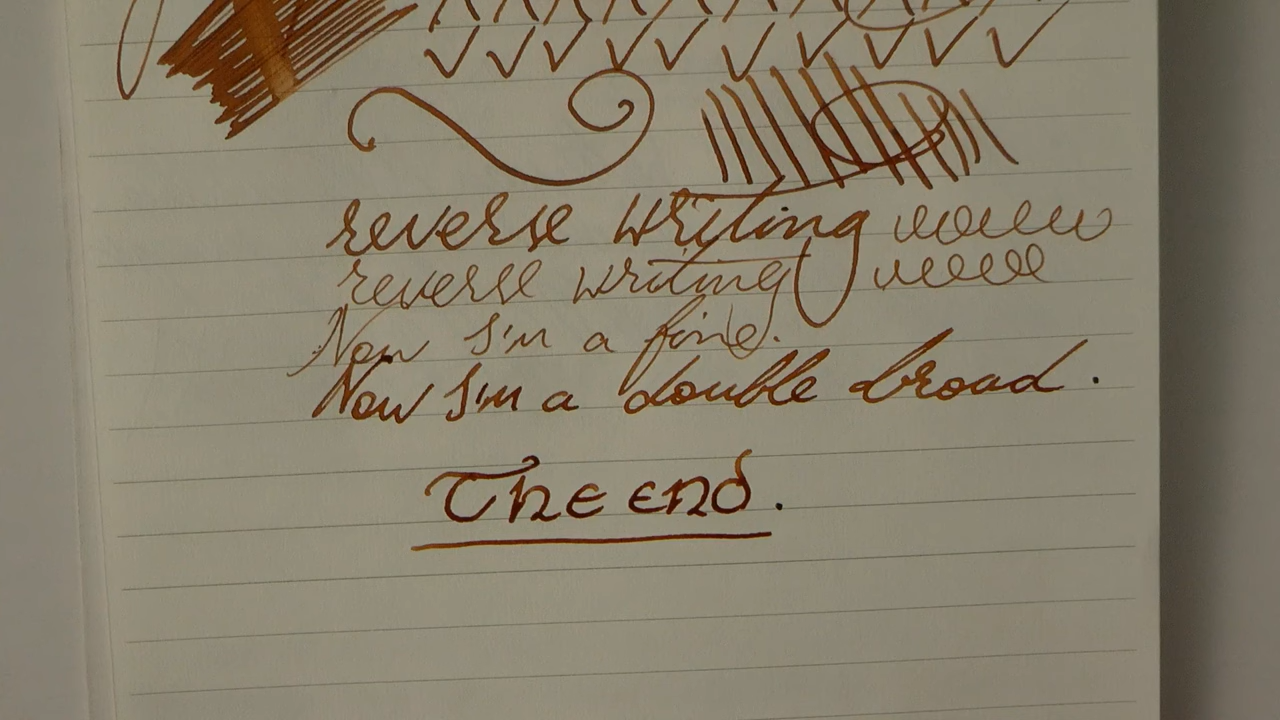 reverse writing
reverse writing
Now I'm a fine.
Now I'm a double broad.
The end.